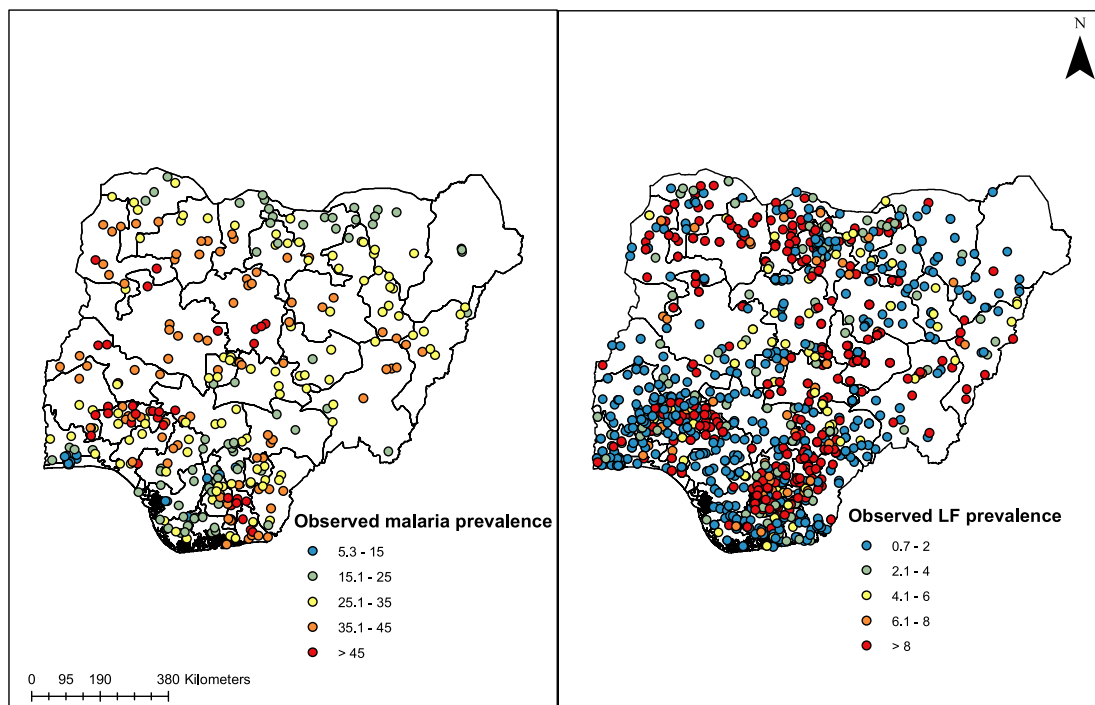 N
Observed malaria prevalence
5.3 - 15
15.1 - 25
25.1 - 35
35.1 - 45
> 45
0 95 190 380 Kilometers
Observed LF prevalence
0.7 - 2
2.1 - 4
4.1 - 6
6.1 - 8
> 8